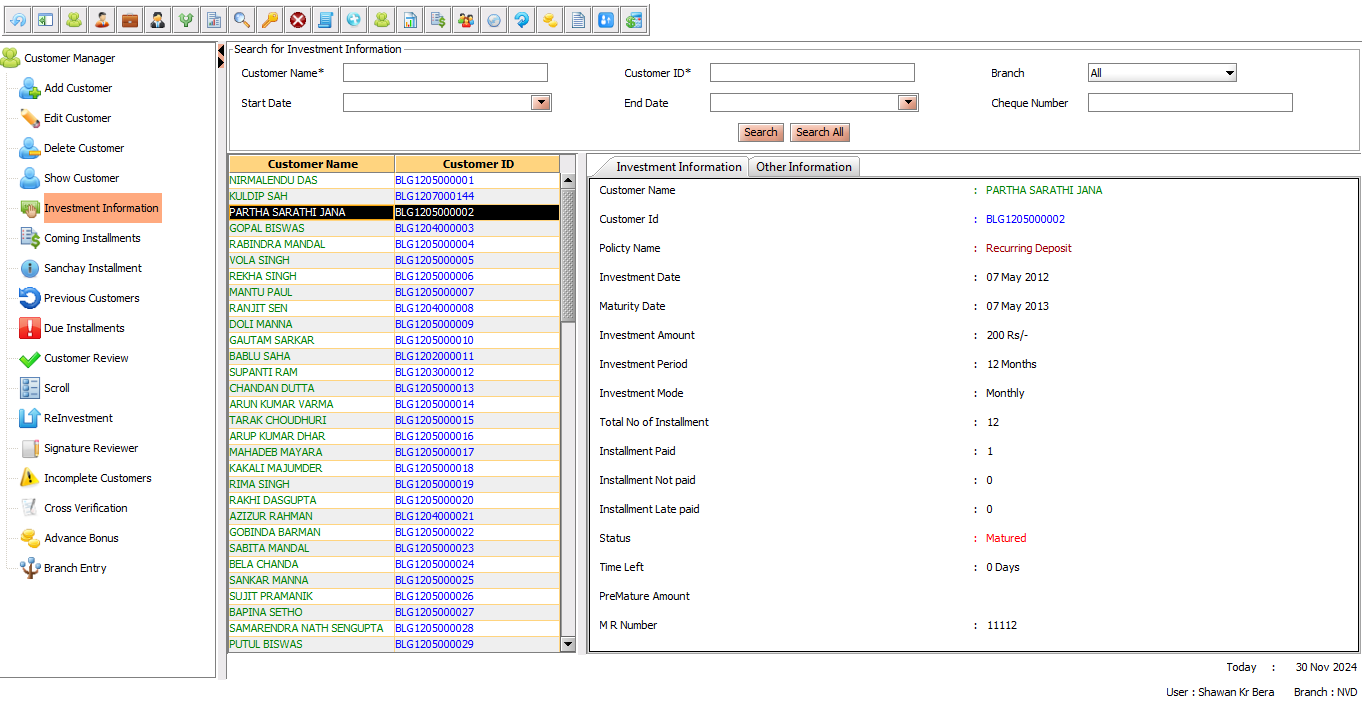 Customer Manager
Add Customer
Edit Customer
Delete Customer
Show Customer
Investment Information
Coming Installments
Sanchay Installment
Previous Customers
Due Installments
Customer Review
Scroll
ReInvestment
Signature Reviewer
Incomplete Customers
Cross Verification
Advance Bonus
Branch Entry
Search for Investment Information
Customer Name* Customer ID* Branch All
Start Date End Date Cheque Number
Search Search All
Customer Name Customer ID
NIRMALENDU DAS BLG1205000001
KULDIP SAH BLG1207000144
PARTHA SARATHI JANA BLG1205000002
GOPAL BISWAS BLG1204000003
RABINDRA MANDAL BLG1205000004
VOLA SINGH BLG1205000005
REKHA SINGH BLG1205000006
MANTU PAUL BLG1205000007
RANJIT SEN BLG1204000008
DOLI MANNA BLG1205000009
GAUTAM SARKAR BLG1205000010
BABLU SAHA BLG1202000011
SUPANTI RAM BLG1203000012
CHANDAN DUTTA BLG1205000013
ARUN KUMAR VARMA BLG1205000014
TARAK CHOUDHURI BLG1205000015
ARUP KUMAR DHAR BLG1205000016
MAHADEB MAYARA BLG1205000017
KAKALI MAJUMDER BLG1205000018
RIMA SINGH BLG1205000019
RAKHI DASGUPTA BLG1205000020
AZIZUR RAHMAN BLG1204000021
GOBINDA BARMAN BLG1205000022
SABITA MANDAL BLG1205000023
BELA CHANDA BLG1205000024
SANKAR MANNA BLG1205000025
SUJIT PRAMANIK BLG1205000026
BAPINA SETHO BLG1205000027
SAMARENDRA NATH SENGUPTA BLG1205000028
PUTUL BISWAS BLG1205000029
Investment Information Other Information
Customer Name : PARTHA SARATHI JANA
Customer Id : BLG1205000002
Policty Name : Recurring Deposit
Investment Date : 07 May 2012
Maturity Date : 07 May 2013
Investment Amount : 200 Rs/-
Investment Period : 12 Months
Investment Mode : Monthly
Total No of Installment : 12
Installment Paid : 1
Installment Not paid : 0
Installment Late paid : 0
Status : Matured
Time Left : 0 Days
PreMature Amount
M R Number : 11112
Today : 30 Nov 2024
User : Shawan Kr Bera Branch : NVD